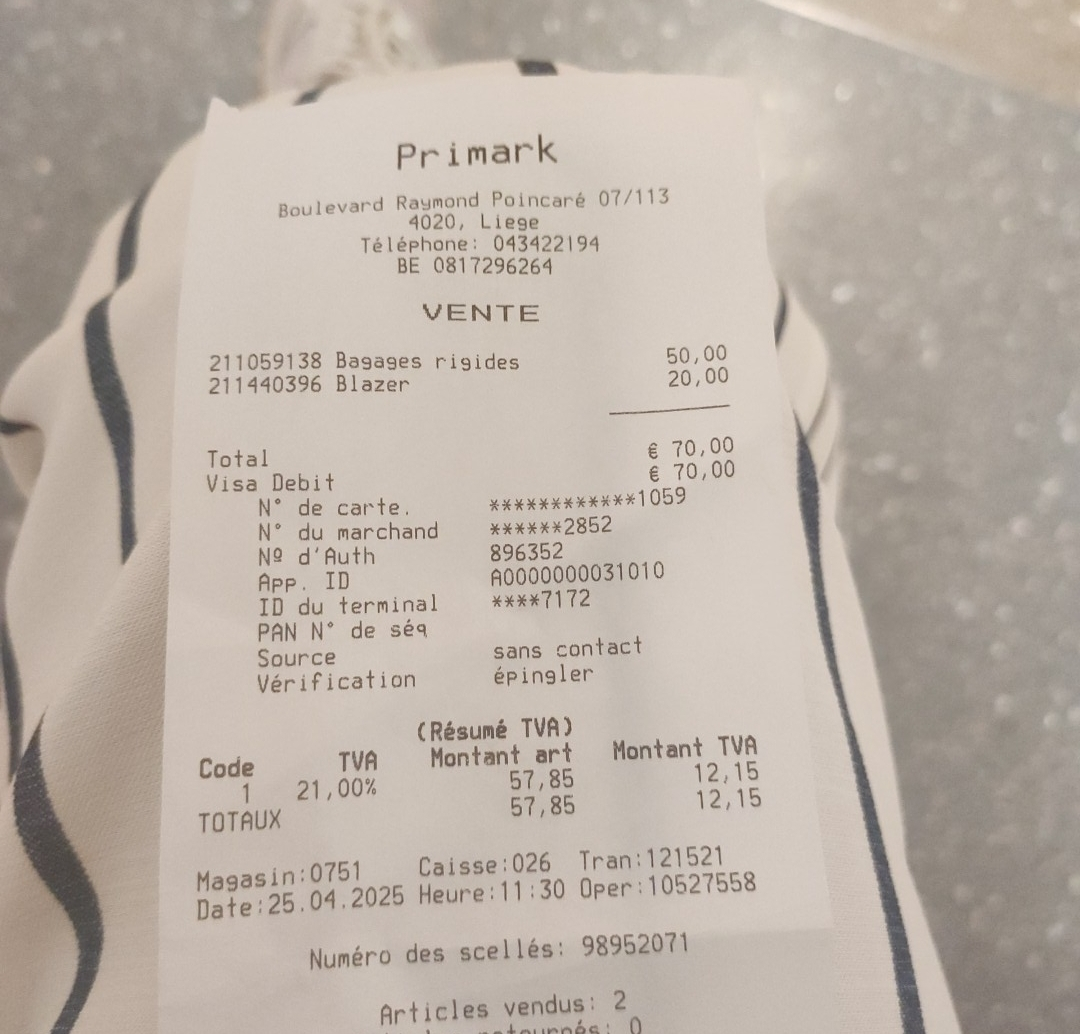 Primark
Boulevard Raymond Poincaré 07/113
4020, Liege
Téléphone: 043422194
BE 0817296264
VENTE
211059138 Bagages rigides 50,00
211440396 Blazer 20,00
Total € 70,00
Visa Debit € 70,00
N° de carte. ************1059
N° du marchand ******2852
Nº d'Auth 896352
App. ID A0000000031010
ID du terminal ****7172
PAN N° de séq
Source sans contact
Vérification épingler
(Résumé TVA)
Code TVA Montant art Montant TVA
1 21,00% 57,85 12,15
TOTAUX 57,85 12,15
Magasin:0751 Caisse:026 Tran:121521
Date:25.04.2025 Heure:11:30 Oper:10527558
Numéro des scellés: 98952071
Articles vendus: 2